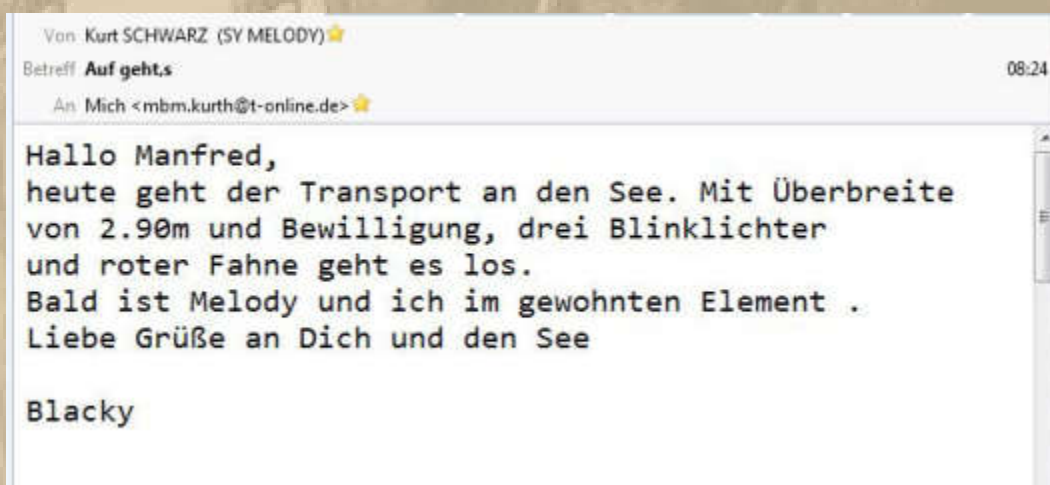 Von Kurt SCHWARZ (SY MELODY)
Betreff Auf geht,s 08:24
An Mich <mbm.kurth@t-online.de>
Hallo Manfred,
heute geht der Transport an den See. Mit Überbreite
von 2.90m und Bewilligung, drei Blinklichter
und roter Fahne geht es los.
Bald ist Melody und ich im gewohnten Element .
Liebe Grüße an Dich und den See
Blacky